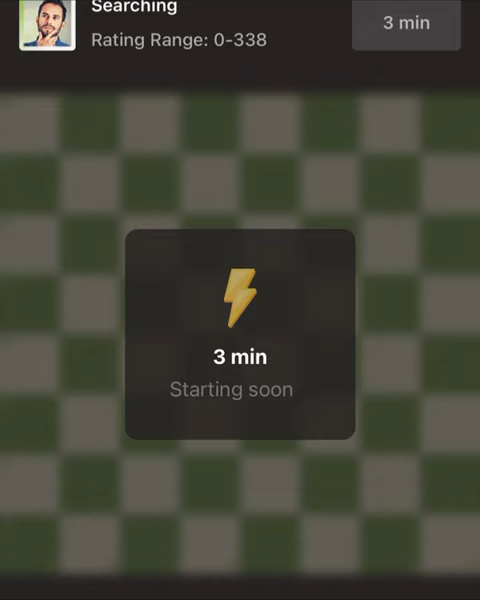 Searching
Rating Range: 0-338
3 min
3 min
Starting soon